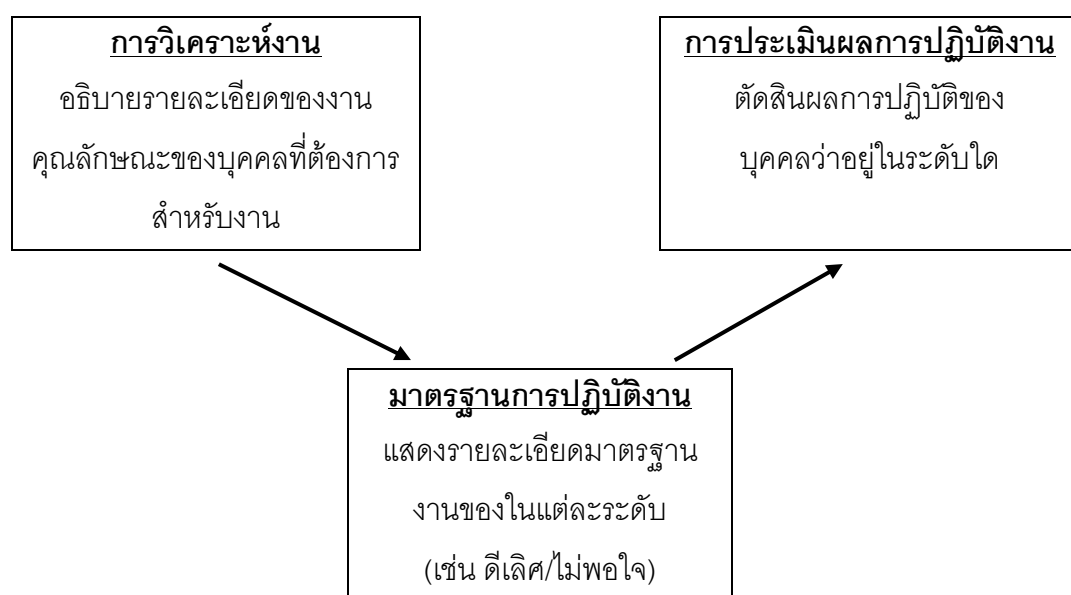 การวิเคราะห์งาน
อธิบายรายละเอียดของงาน
คุณลักษณะของบุคคลที่ต้องการ
สำหรับงาน
การประเมินผลการปฏิบัติงาน
ตัดสินผลการปฏิบัติของ
บุคคลว่าอยู่ในระดับใด
มาตรฐานการปฏิบัติงาน
แสดงรายละเอียดมาตรฐาน
งานของในแต่ละระดับ
(เช่น ดีเลิศ/ไม่พอใจ)